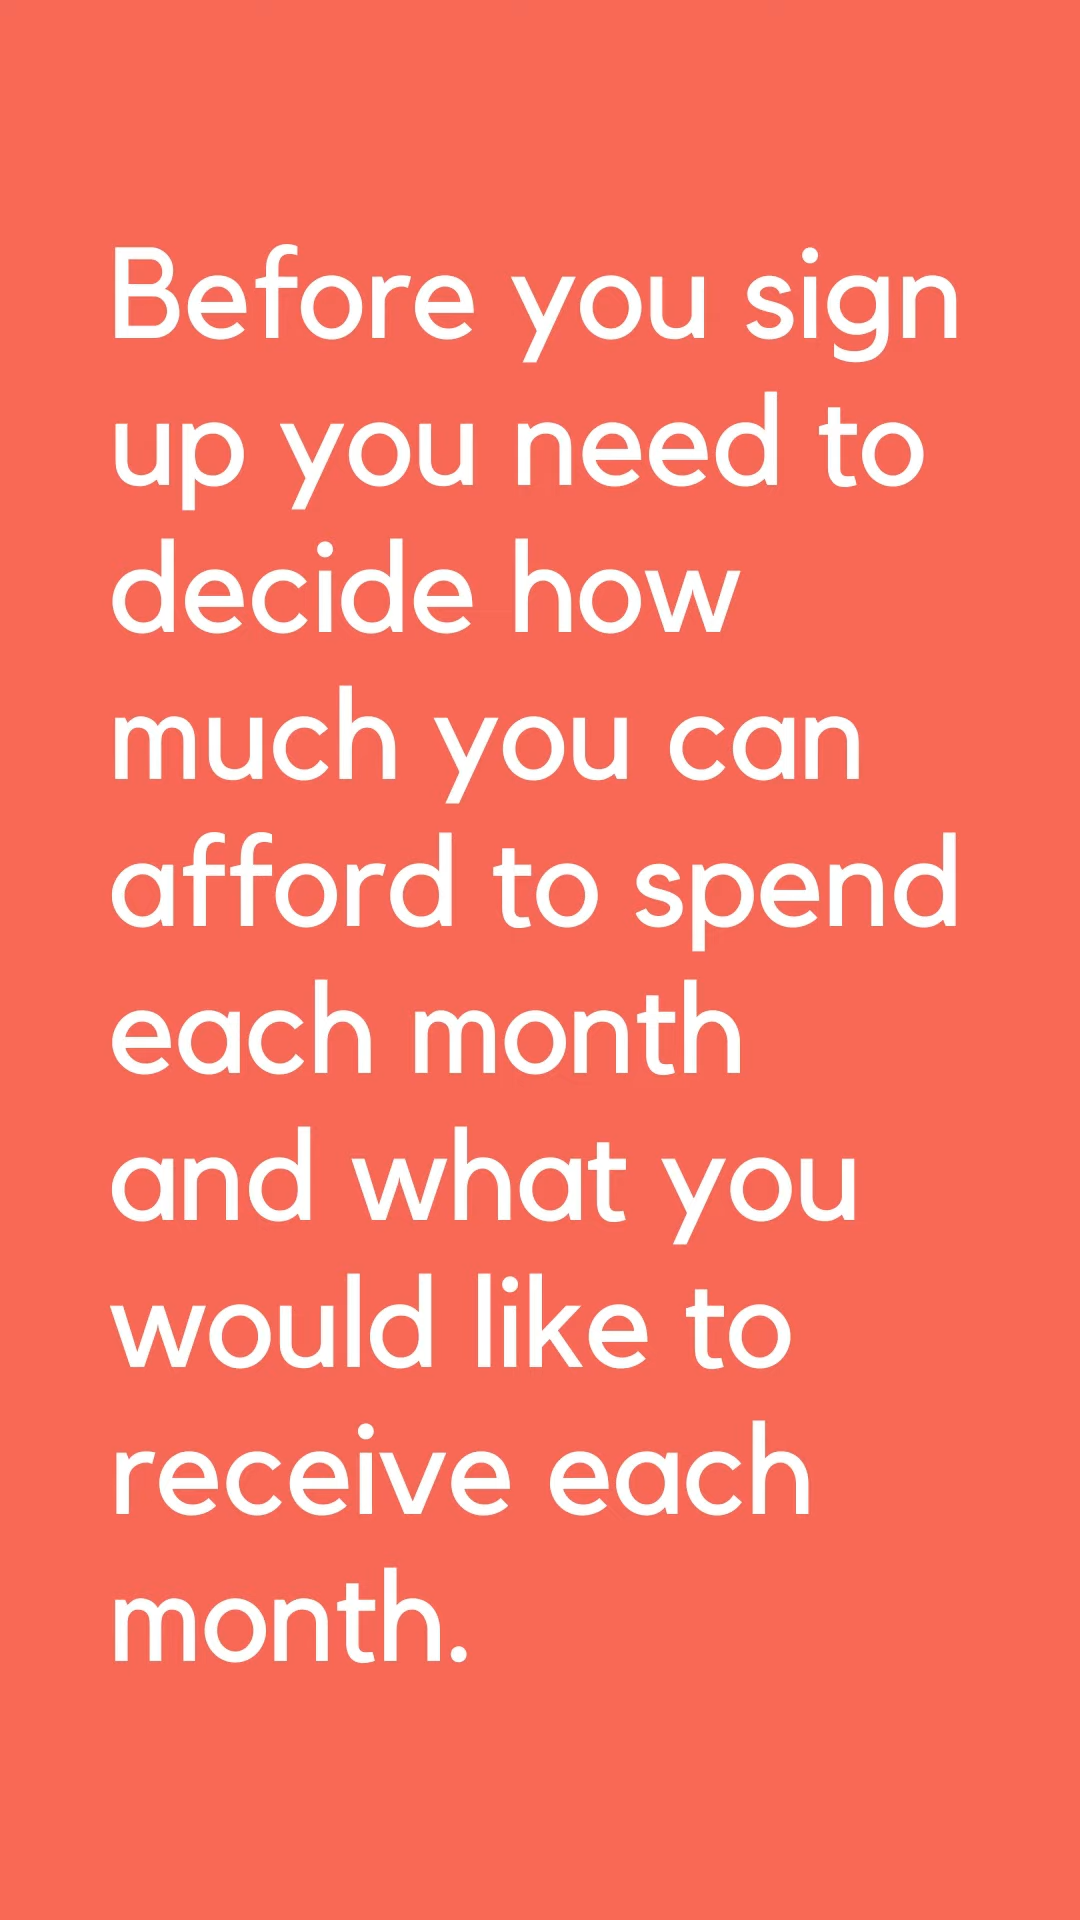 Before you sign
up you need to
decide how
much you can
afford to spend
each month
and what you
would like to
receive each
month.